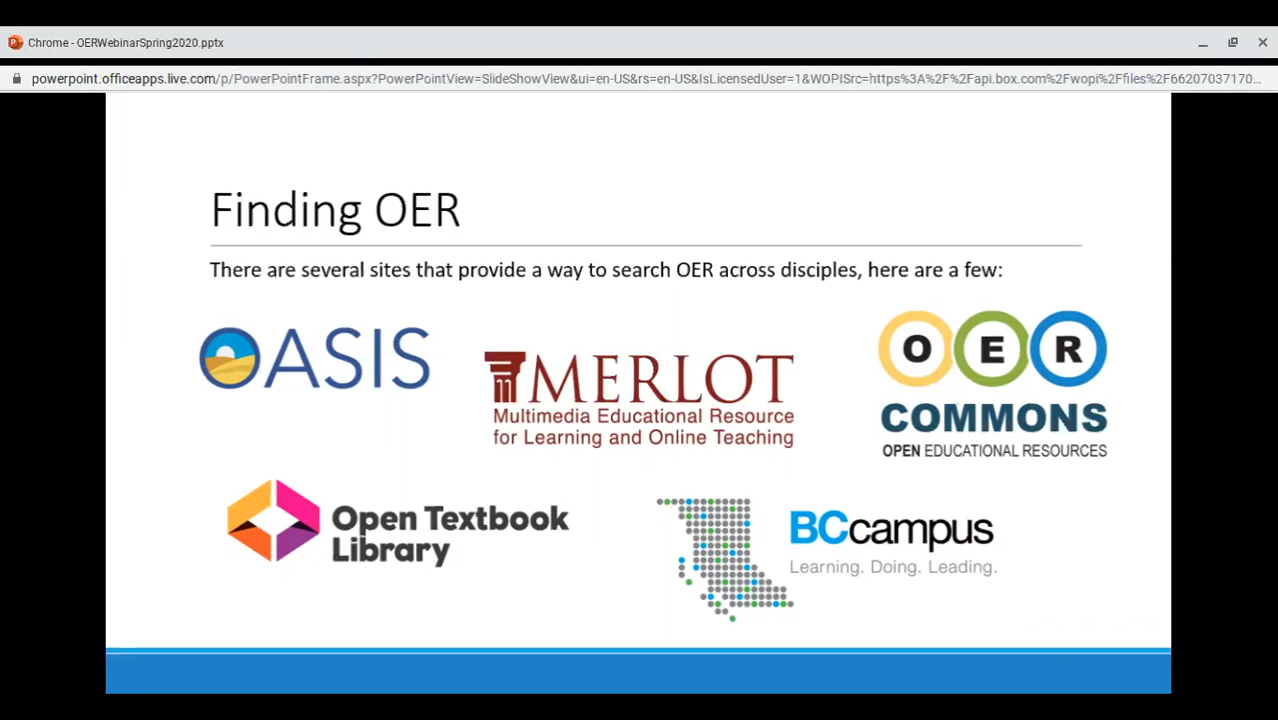 Chrome - OERWebinarSpring2020.pptx
powerpoint.officeapps.live.com/p/PowerPointFrame.aspx?PowerPointView=SlideShowView&ui=en-US&rs=en-US&IsLicensedUser=1&WOPISrc=https%3A%2F%2Fapi.box.com%2Fwopi%2Ffiles%2F66207037170...
Finding OER
There are several sites that provide a way to search OER across disciples, here are a few:
OASIS
MERLOT
Multimedia Educational Resource
for Learning and Online Teaching
O E R
COMMONS
OPEN EDUCATIONAL RESOURCES
Open Textbook
Library
BCcampus
Learning. Doing. Leading.